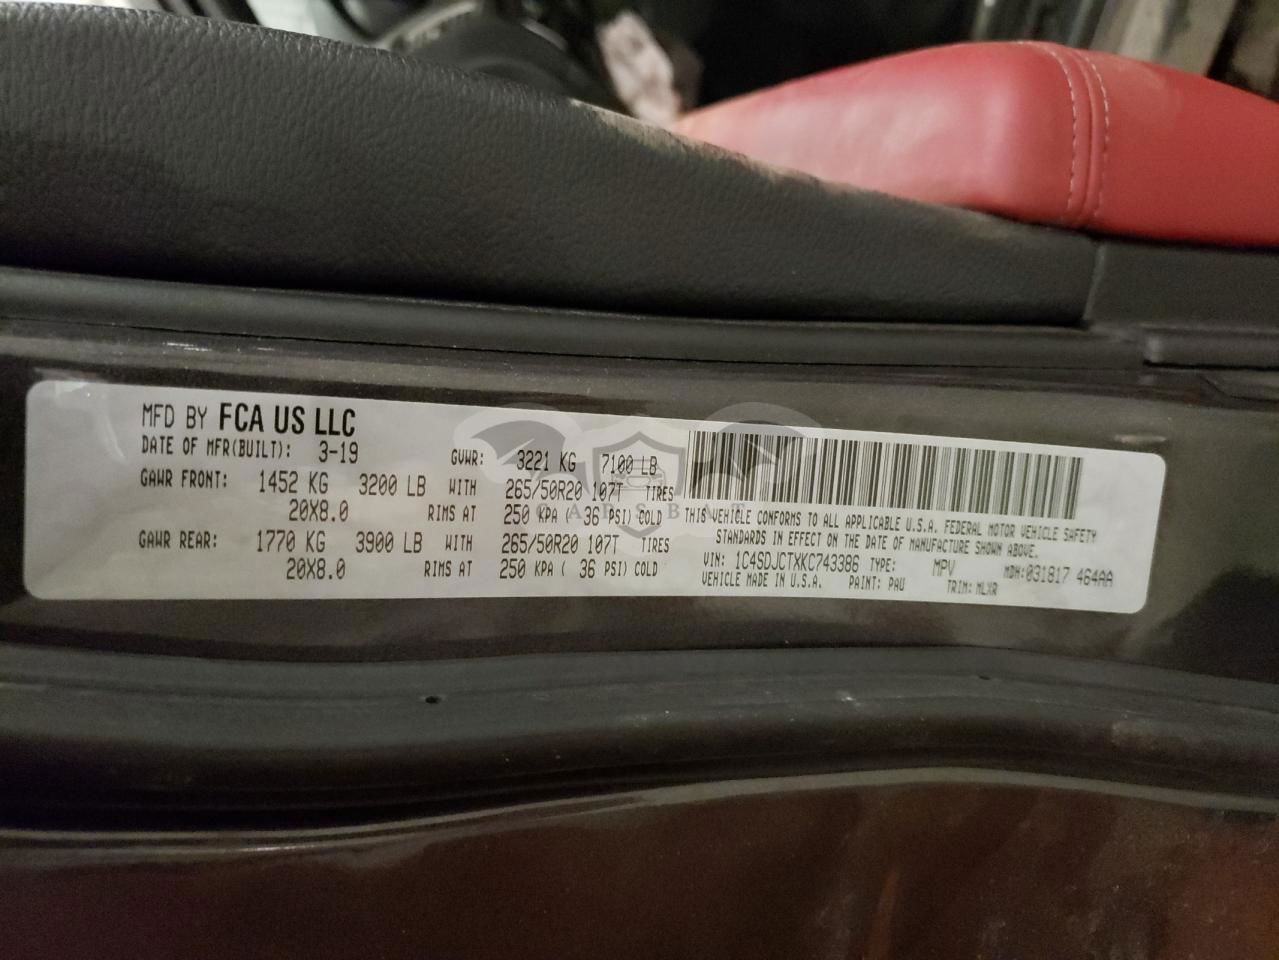 MFD BY FCA US LLC
DATE OF MFR(BUILT): 3-19 GVWR: 3221 KG 7100 LB
GAWR FRONT: 1452 KG 3200 LB WITH 265/50R20 107T TIRES
20X8.0 RIMS AT 250 KPA ( 36 PSI) COLD
GAWR REAR: 1770 KG 3900 LB WITH 265/50R20 107T TIRES
20X8.0 RIMS AT 250 KPA ( 36 PSI) COLD
CARSBAT
THIS VEHICLE CONFORMS TO ALL APPLICABLE U.S.A. FEDERAL MOTOR VEHICLE SAFETY
STANDARDS IN EFFECT ON THE DATE OF MANUFACTURE SHOWN ABOVE.
VIN: 1C4SDJCTXKC743386 TYPE: MPV MDH:031817 464AA
VEHICLE MADE IN U.S.A. PAINT: PAU TRIM: MLXR